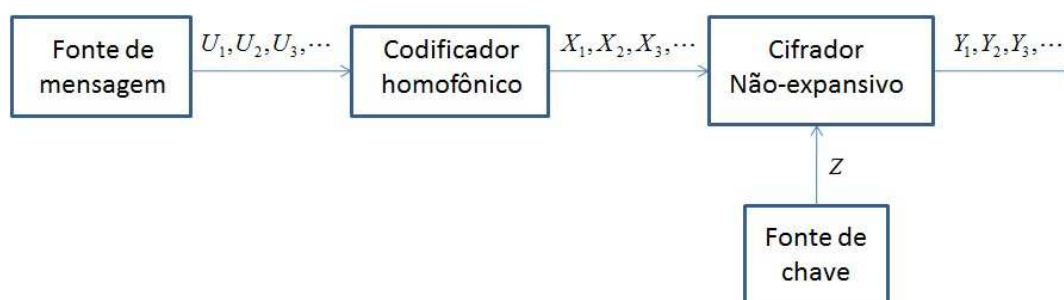 Fonte de
mensagem
U₁,U₂,U₃,⋯
Codificador
homofônico
X₁,X₂,X₃,⋯
Cifrador
Não-expansivo
Y₁,Y₂,Y₃,⋯
Z
Fonte de
chave